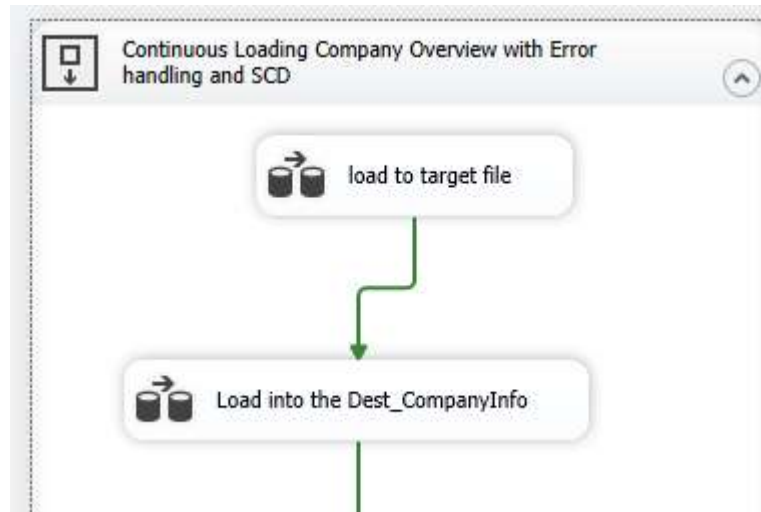 Continuous Loading Company Overview with Error
handling and SCD
load to target file
Load into the Dest_CompanyInfo